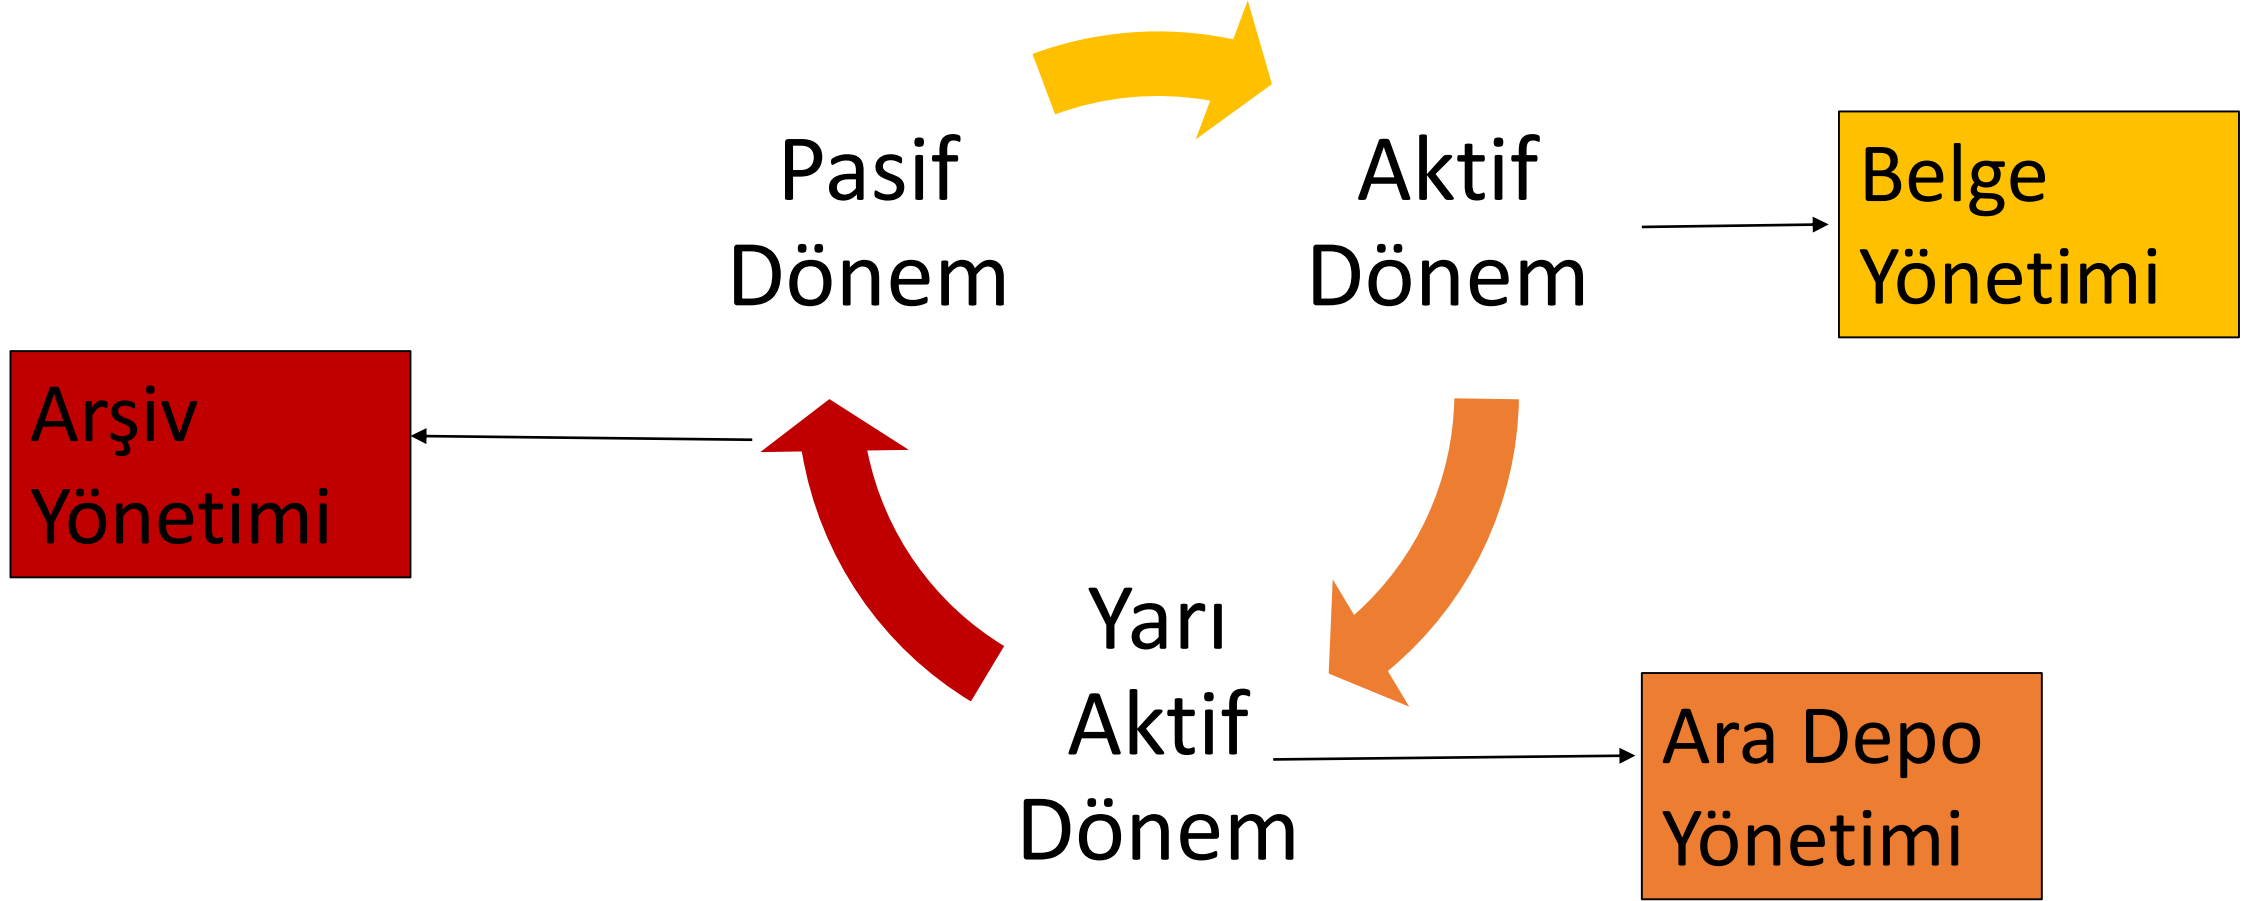 Pasif
Dönem
Aktif
Dönem
Belge
Yönetimi
Arşiv
Yönetimi
Yarı
Aktif
Dönem
Ara Depo
Yönetimi